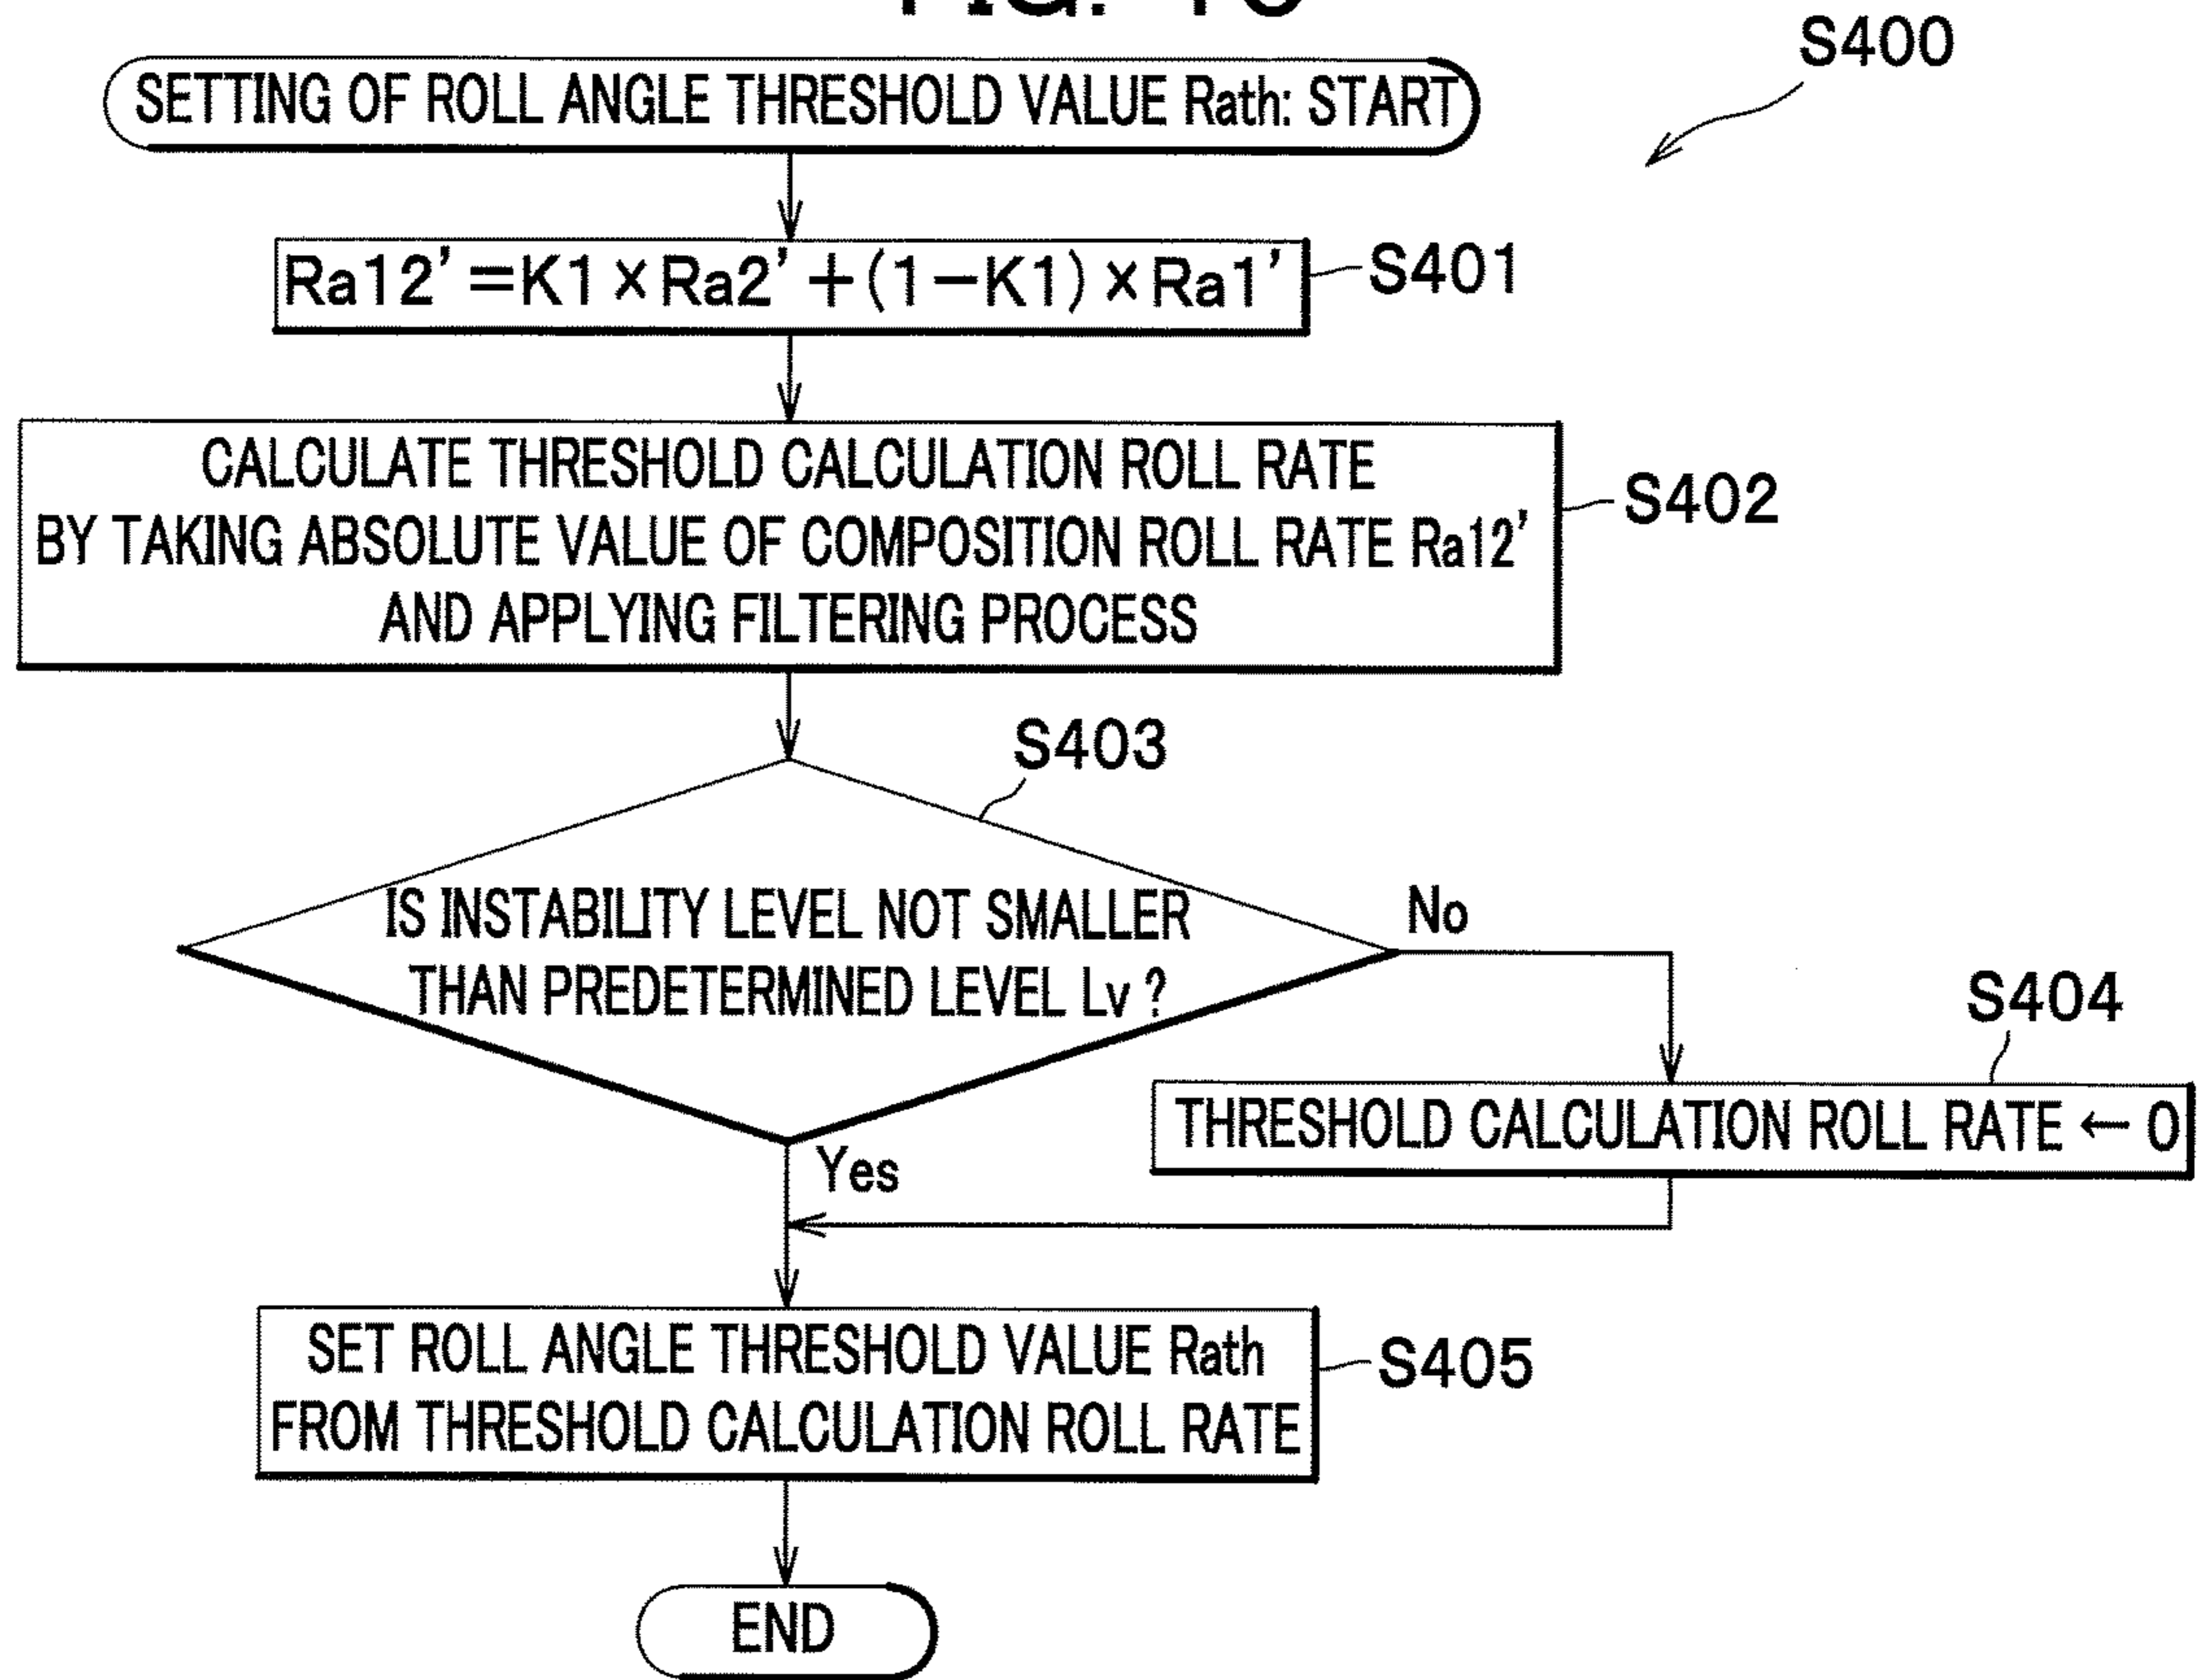 S400
SETTING OF ROLL ANGLE THRESHOLD VALUE Rath: START
Ra12' = K1 × Ra2' + (1 − K1) × Ra1'
S401
CALCULATE THRESHOLD CALCULATION ROLL RATE
BY TAKING ABSOLUTE VALUE OF COMPOSITION ROLL RATE Ra12'
AND APPLYING FILTERING PROCESS
S402
S403
IS INSTABILITY LEVEL NOT SMALLER
THAN PREDETERMINED LEVEL Lv ?
No
S404
THRESHOLD CALCULATION ROLL RATE ← 0
Yes
SET ROLL ANGLE THRESHOLD VALUE Rath
FROM THRESHOLD CALCULATION ROLL RATE
S405
END